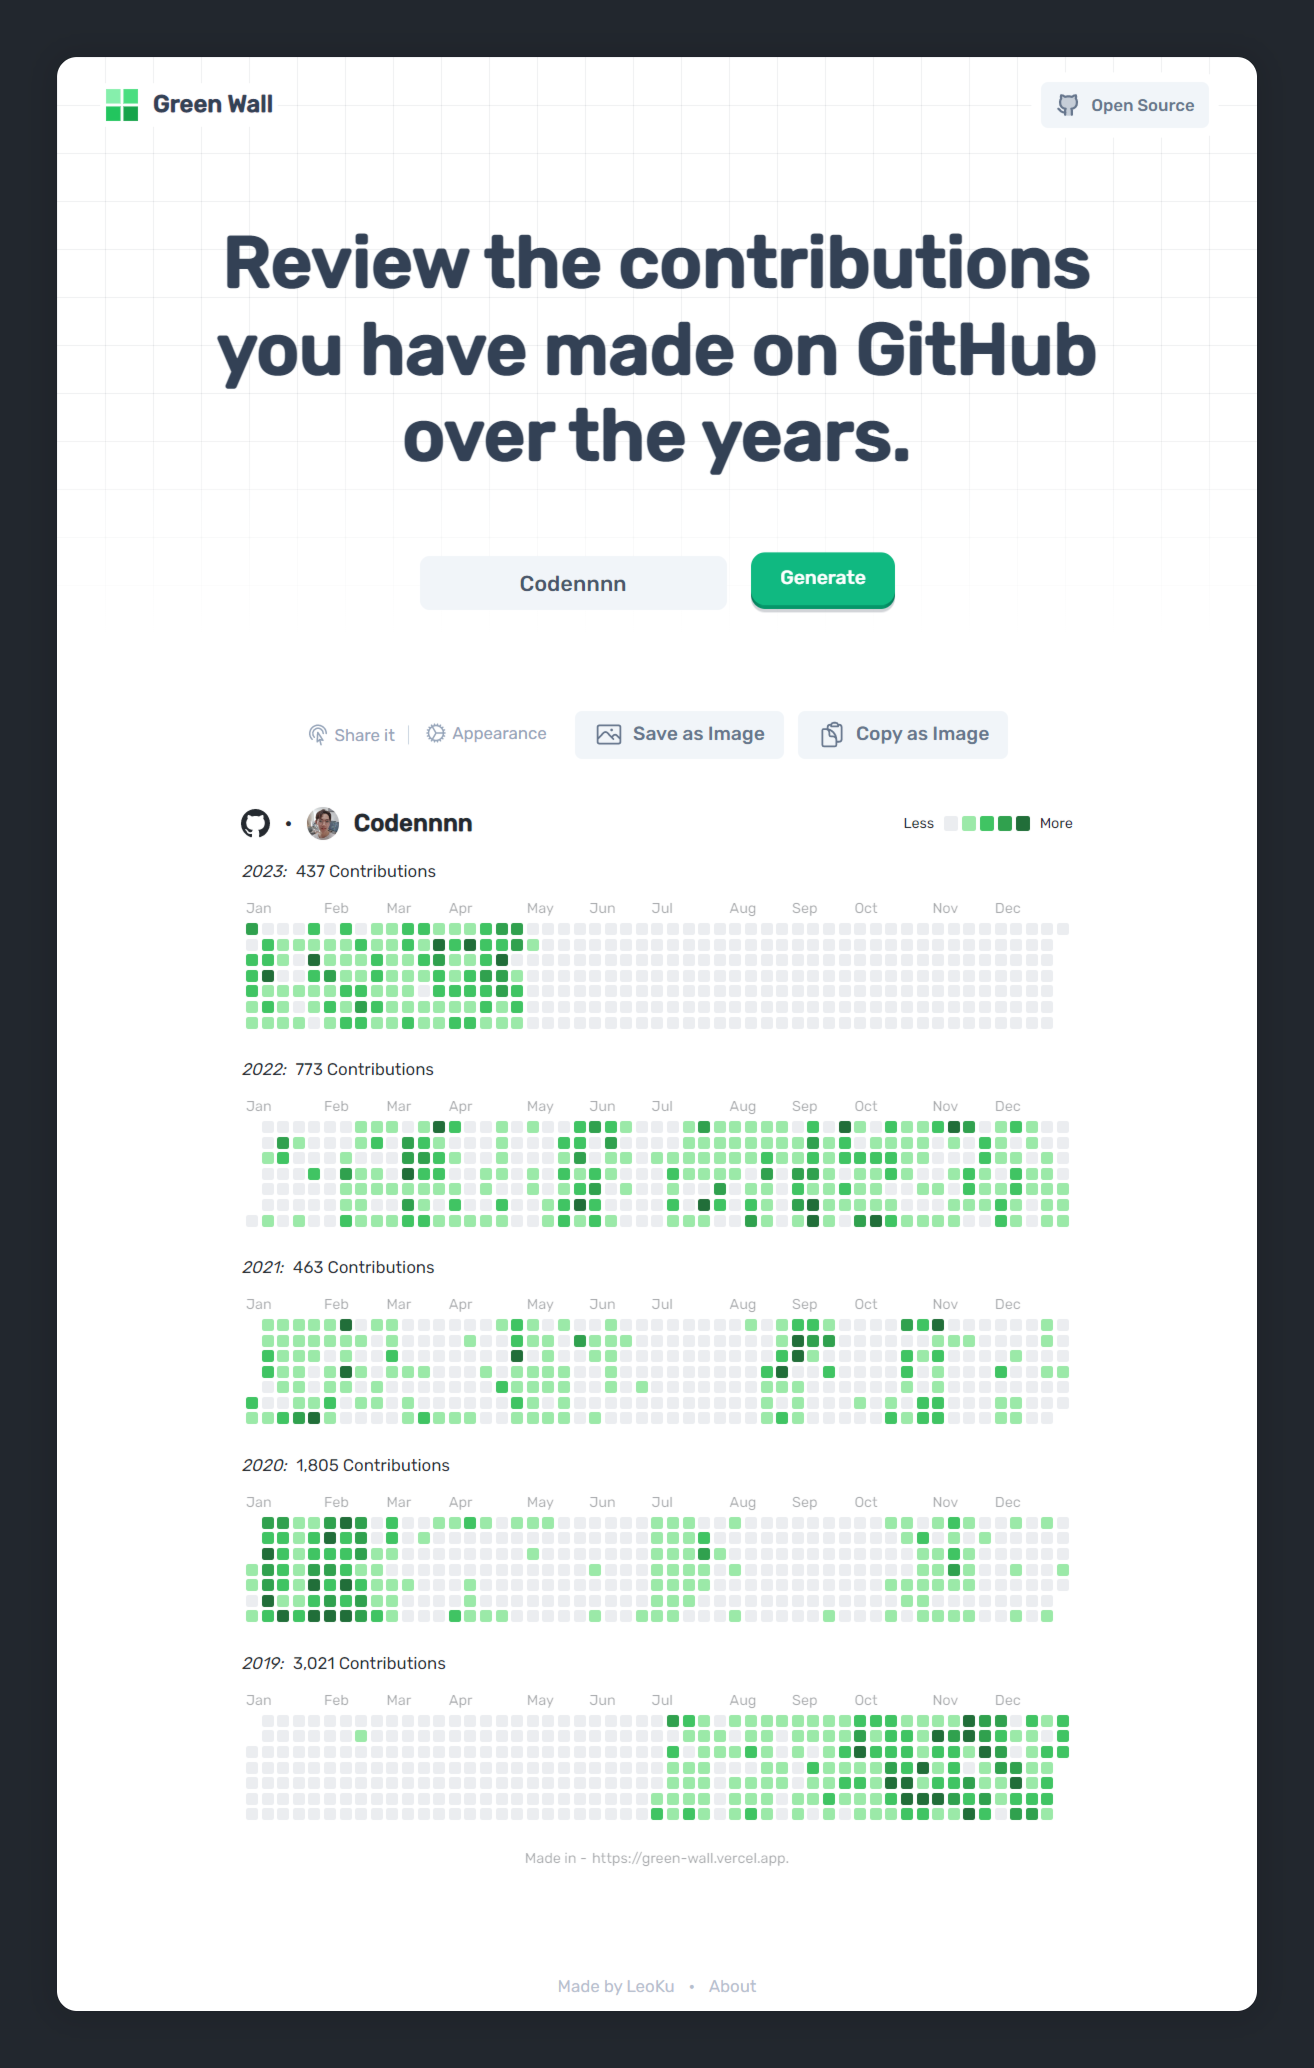 Green Wall
Open Source
Review the contributions
you have made on GitHub
over the years.
Codennnn
Generate
Share it
Appearance
Save as Image
Copy as Image
• Codennnn
Less
More
2023: 437 Contributions
Jan Feb Mar Apr May Jun Jul Aug Sep Oct Nov Dec
2022: 773 Contributions
Jan Feb Mar Apr May Jun Jul Aug Sep Oct Nov Dec
2021: 463 Contributions
Jan Feb Mar Apr May Jun Jul Aug Sep Oct Nov Dec
2020: 1,805 Contributions
Jan Feb Mar Apr May Jun Jul Aug Sep Oct Nov Dec
2019: 3,021 Contributions
Jan Feb Mar Apr May Jun Jul Aug Sep Oct Nov Dec
Made in - https://green-wall.vercel.app.
Made by LeoKu • About